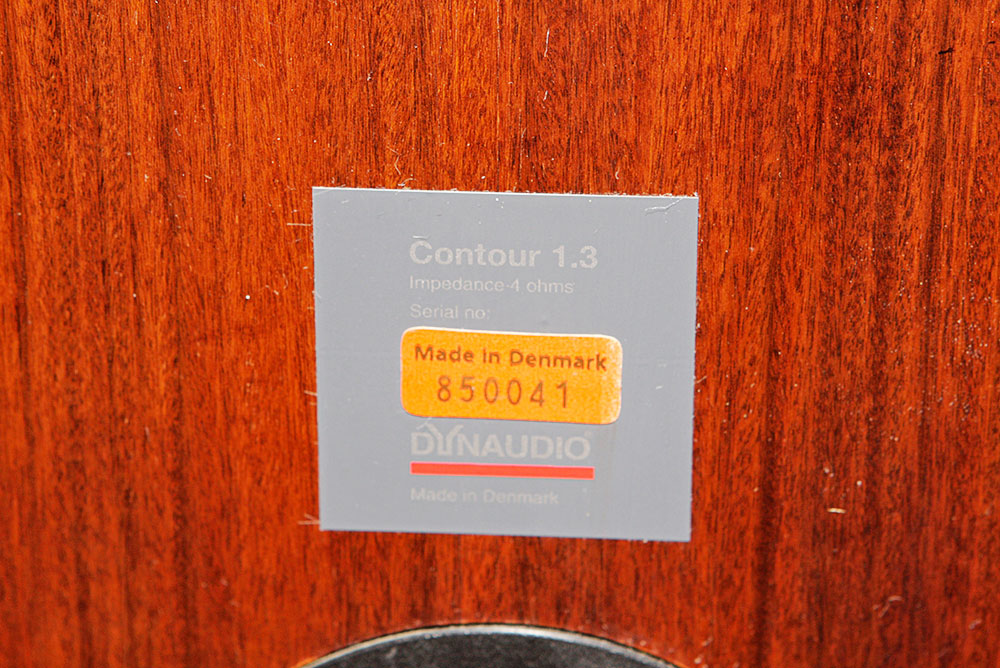 Contour 1.3
Impedance-4 ohms
Serial no:
Made in Denmark
850041
DYNAUDIO
Made in Denmark